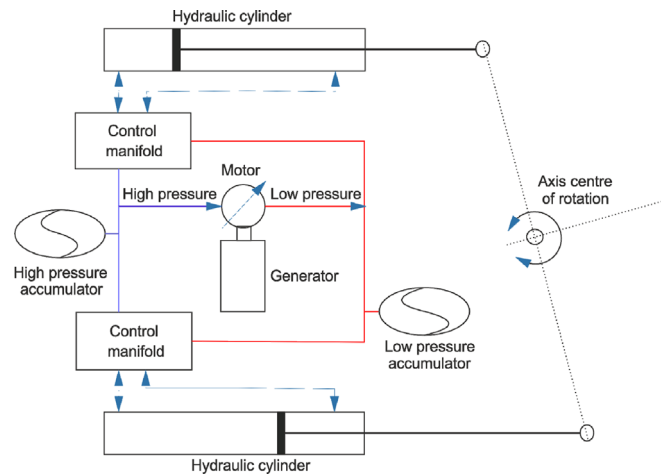 Hydraulic cylinder
Control
manifold
Motor
High pressure
Low pressure
Axis centre
of rotation
High pressure
accumulator
Generator
Control
manifold
Low pressure
accumulator
Hydraulic cylinder